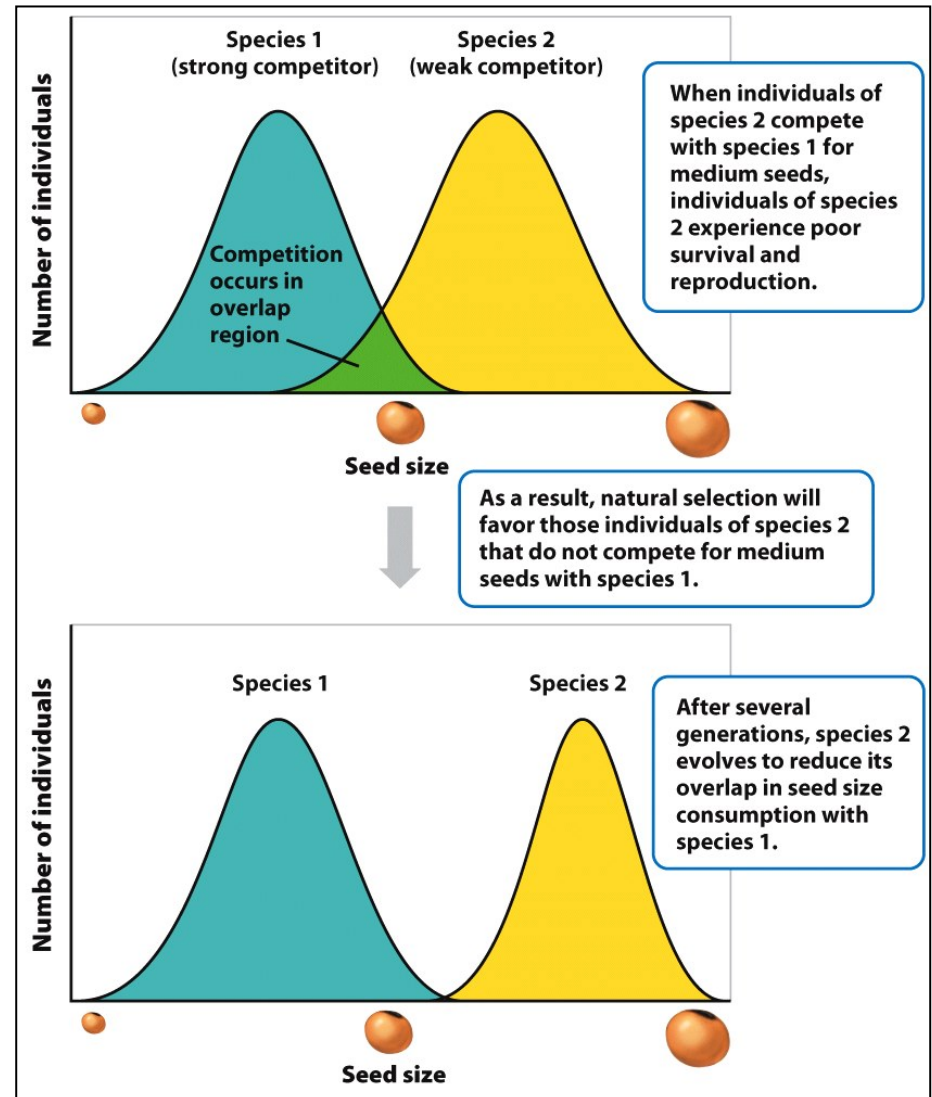 Number of individuals
Species 1
(strong competitor)
Species 2
(weak competitor)
Competition
occurs in
overlap
region
Seed size
When individuals of
species 2 compete
with species 1 for
medium seeds,
individuals of species
2 experience poor
survival and
reproduction.
As a result, natural selection will
favor those individuals of species 2
that do not compete for medium
seeds with species 1.
Number of individuals
Species 1
Species 2
Seed size
After several
generations, species 2
evolves to reduce its
overlap in seed size
consumption with
species 1.